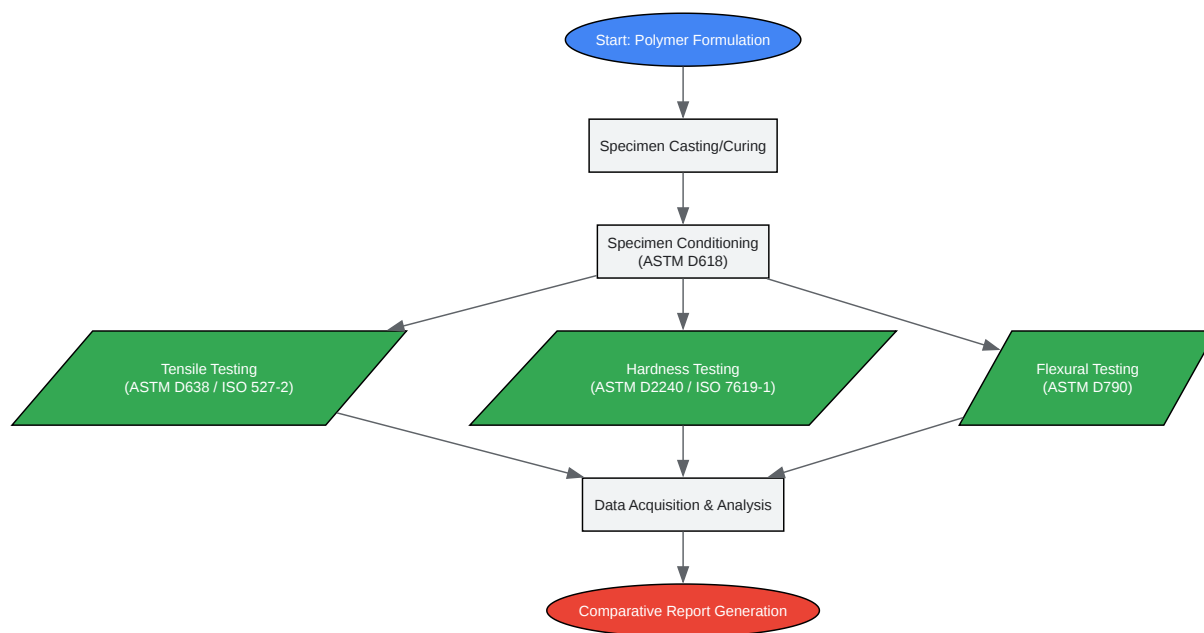 Start: Polymer Formulation
Specimen Casting/Curing
Specimen Conditioning
(ASTM D618)
Tensile Testing
(ASTM D638 / ISO 527-2)
Hardness Testing
(ASTM D2240 / ISO 7619-1)
Flexural Testing
(ASTM D790)
Data Acquisition & Analysis
Comparative Report Generation